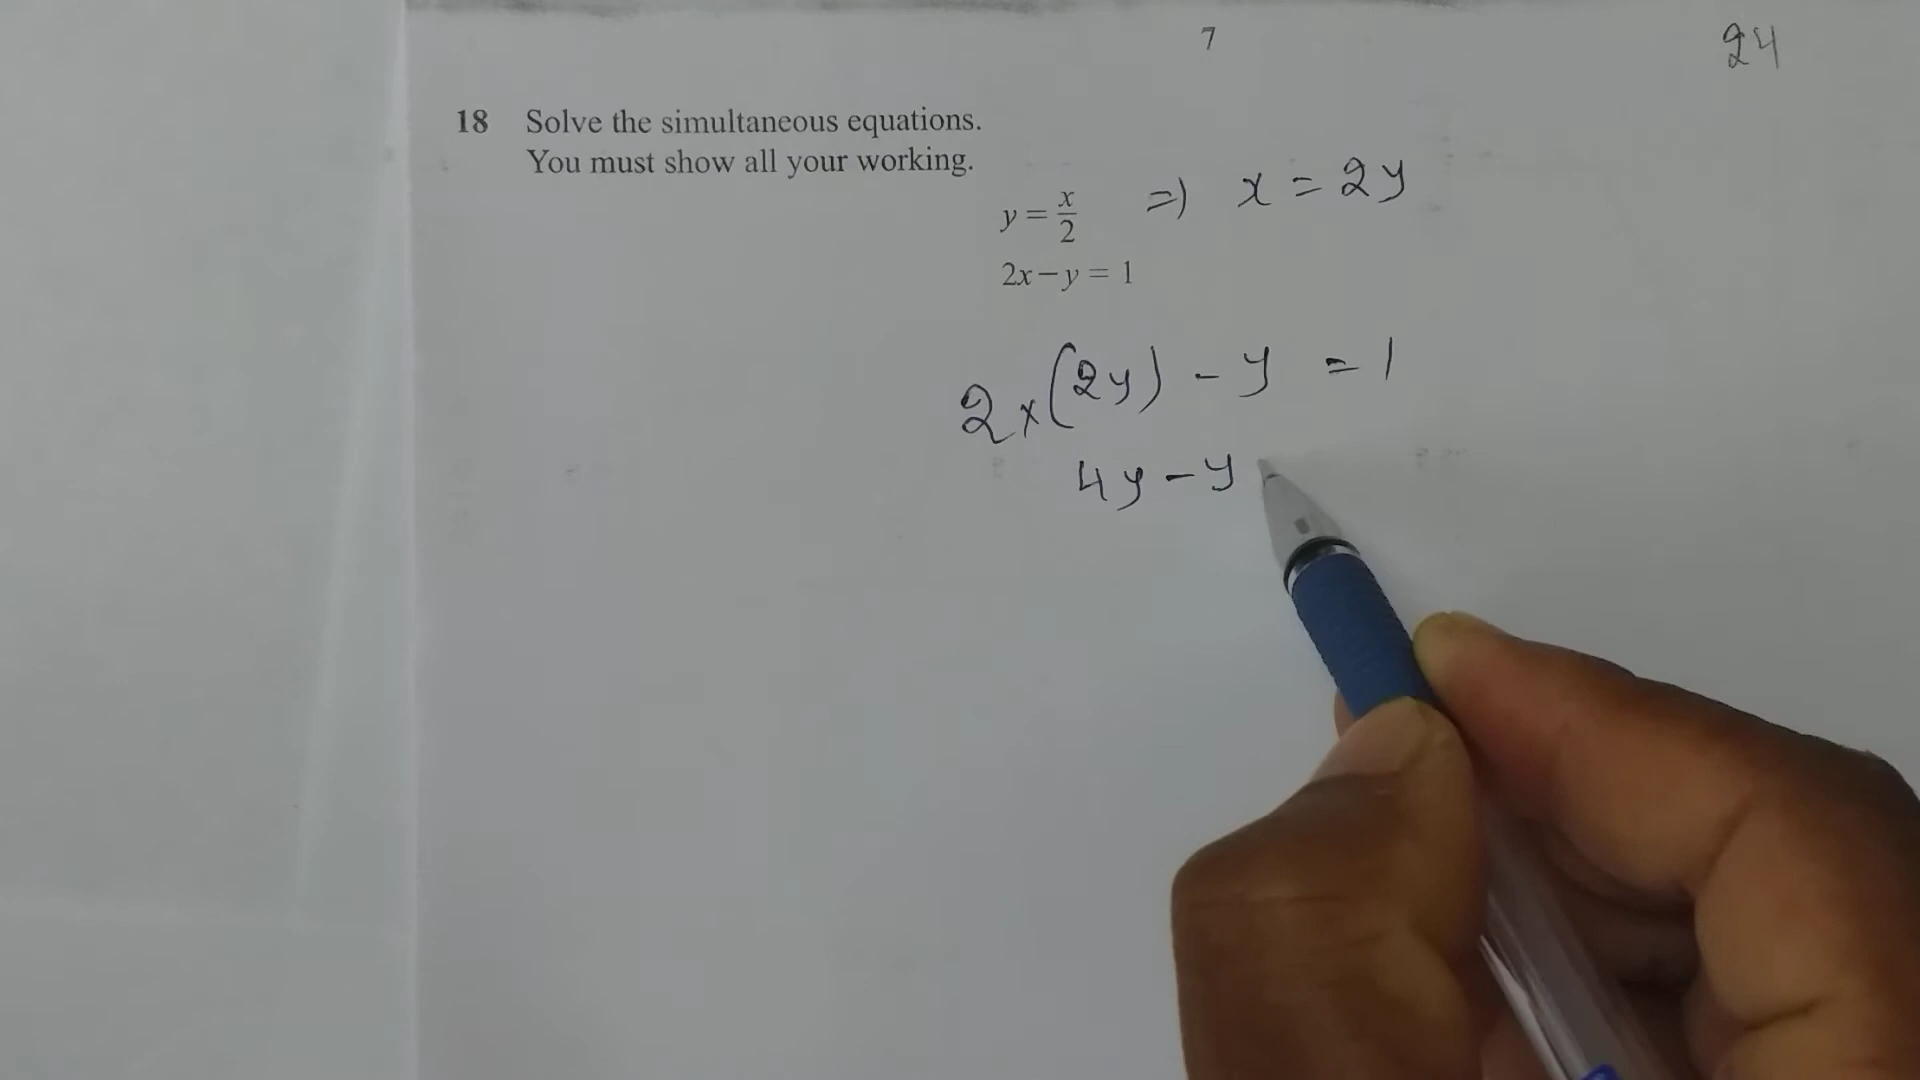 7
24
18 Solve the simultaneous equations.
You must show all your working.
y = x/2 => x = 2y
2x − y = 1
2×(2y) - y = 1
4y - y